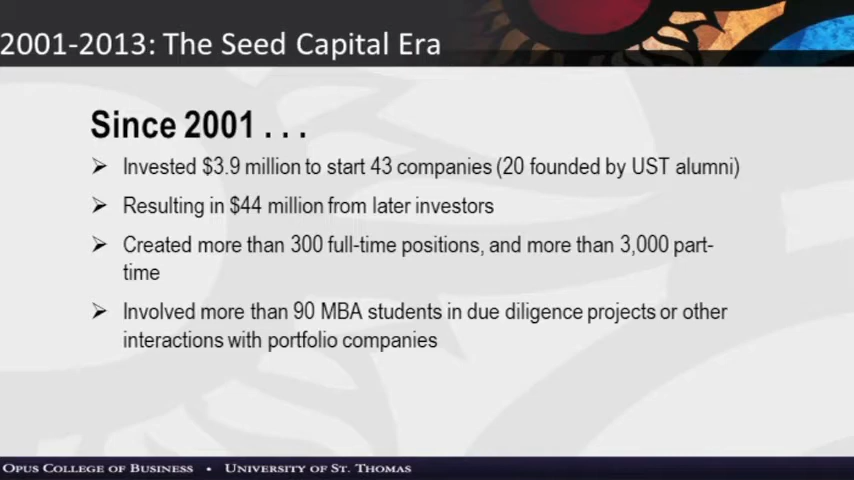 2001-2013: The Seed Capital Era
Since 2001 . . .
➢ Invested $3.9 million to start 43 companies (20 founded by UST alumni)
➢ Resulting in $44 million from later investors
➢ Created more than 300 full-time positions, and more than 3,000 part-
time
➢ Involved more than 90 MBA students in due diligence projects or other
interactions with portfolio companies
OPUS COLLEGE OF BUSINESS • UNIVERSITY OF ST. THOMAS